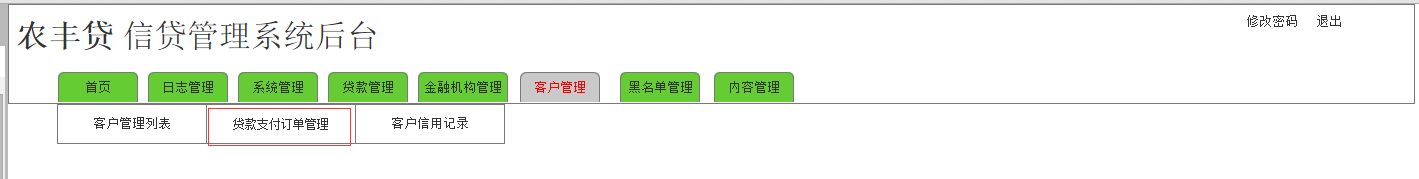 修改密码 退出
农丰贷 信贷管理系统后台
首页 日志管理 系统管理 贷款管理 金融机构管理 客户管理 黑名单管理 内容管理
客户管理列表 贷款支付订单管理 客户信用记录